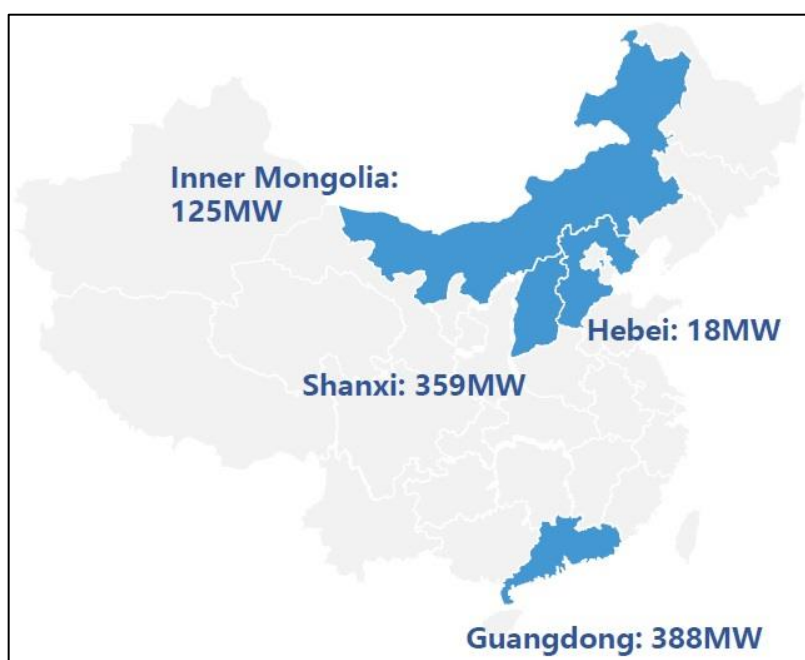 Inner Mongolia:
125MW
Hebei: 18MW
Shanxi: 359MW
Guangdong: 388MW